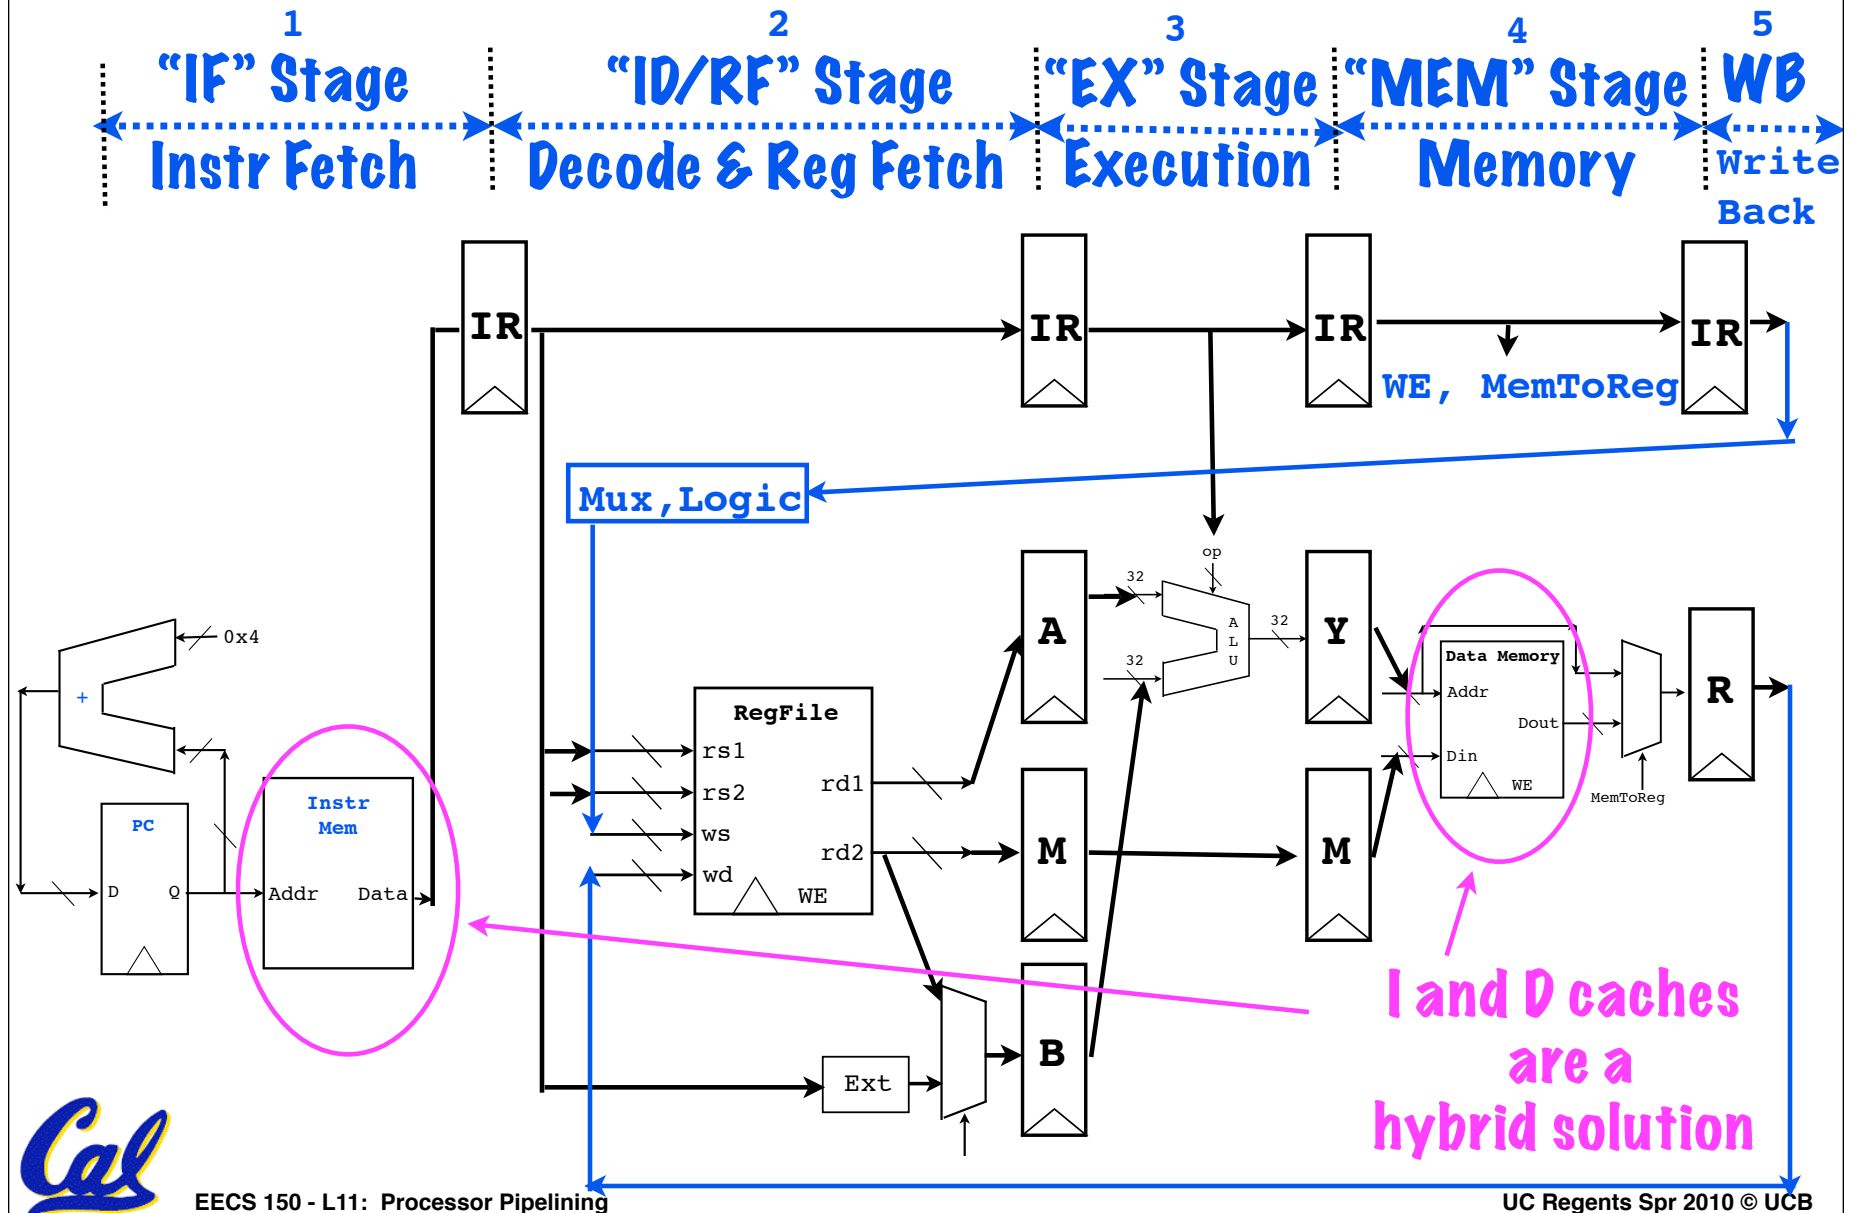 1 2 3 4 5
“IF” Stage “ID/RF” Stage “EX” Stage “MEM” Stage WB
Instr Fetch Decode & Reg Fetch Execution Memory Write
Back
IR IR IR IR IR
WE, MemToReg
Mux,Logic
op
32
A
32
ALU
32
Y
0x4
+
Data Memory
Addr
Dout
Din
WE
MemToReg
R
RegFile
rs1
rs2
ws
wd
rd1
rd2
WE
PC
D Q
Instr
Mem
Addr Data
M M
Ext
B
I and D caches
are a
hybrid solution
Cal
EECS 150 - L11: Processor Pipelining
UC Regents Spr 2010 © UCB